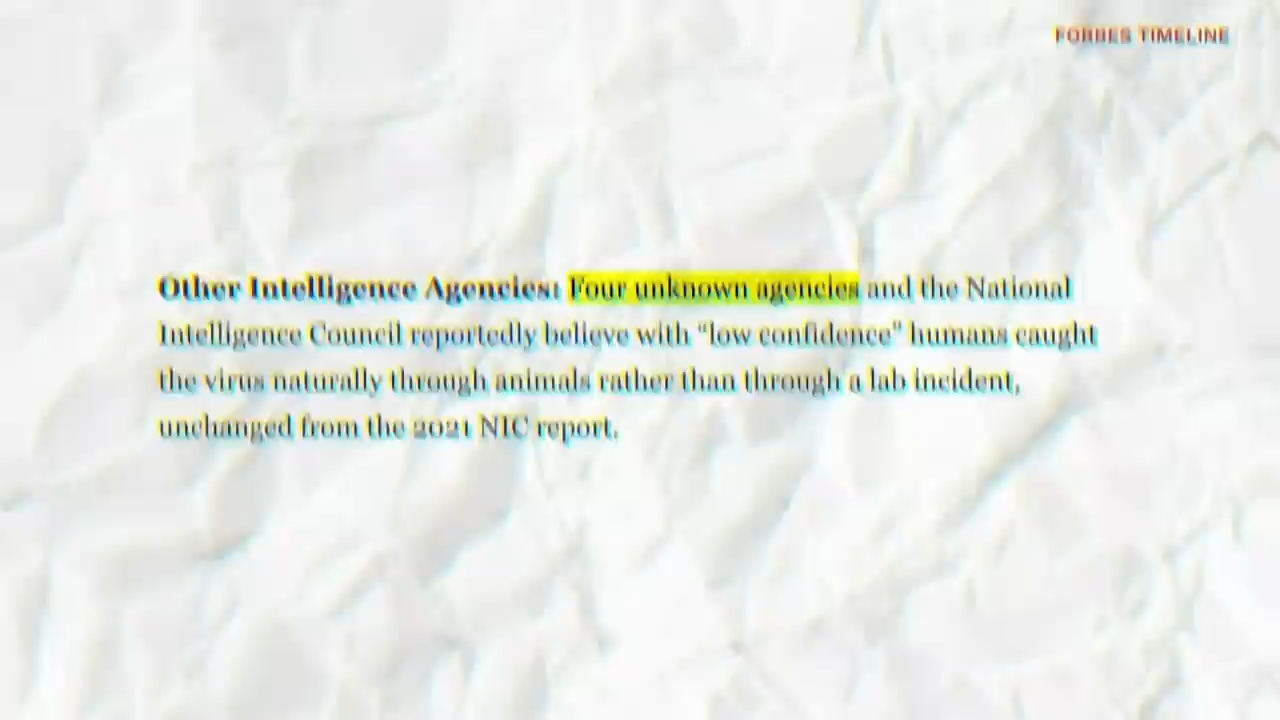 FORBES TIMELINE
Other Intelligence Agencies: Four unknown agencies and the National
Intelligence Council reportedly believe with “low confidence” humans caught
the virus naturally through animals rather than through a lab incident,
unchanged from the 2021 NIC report.